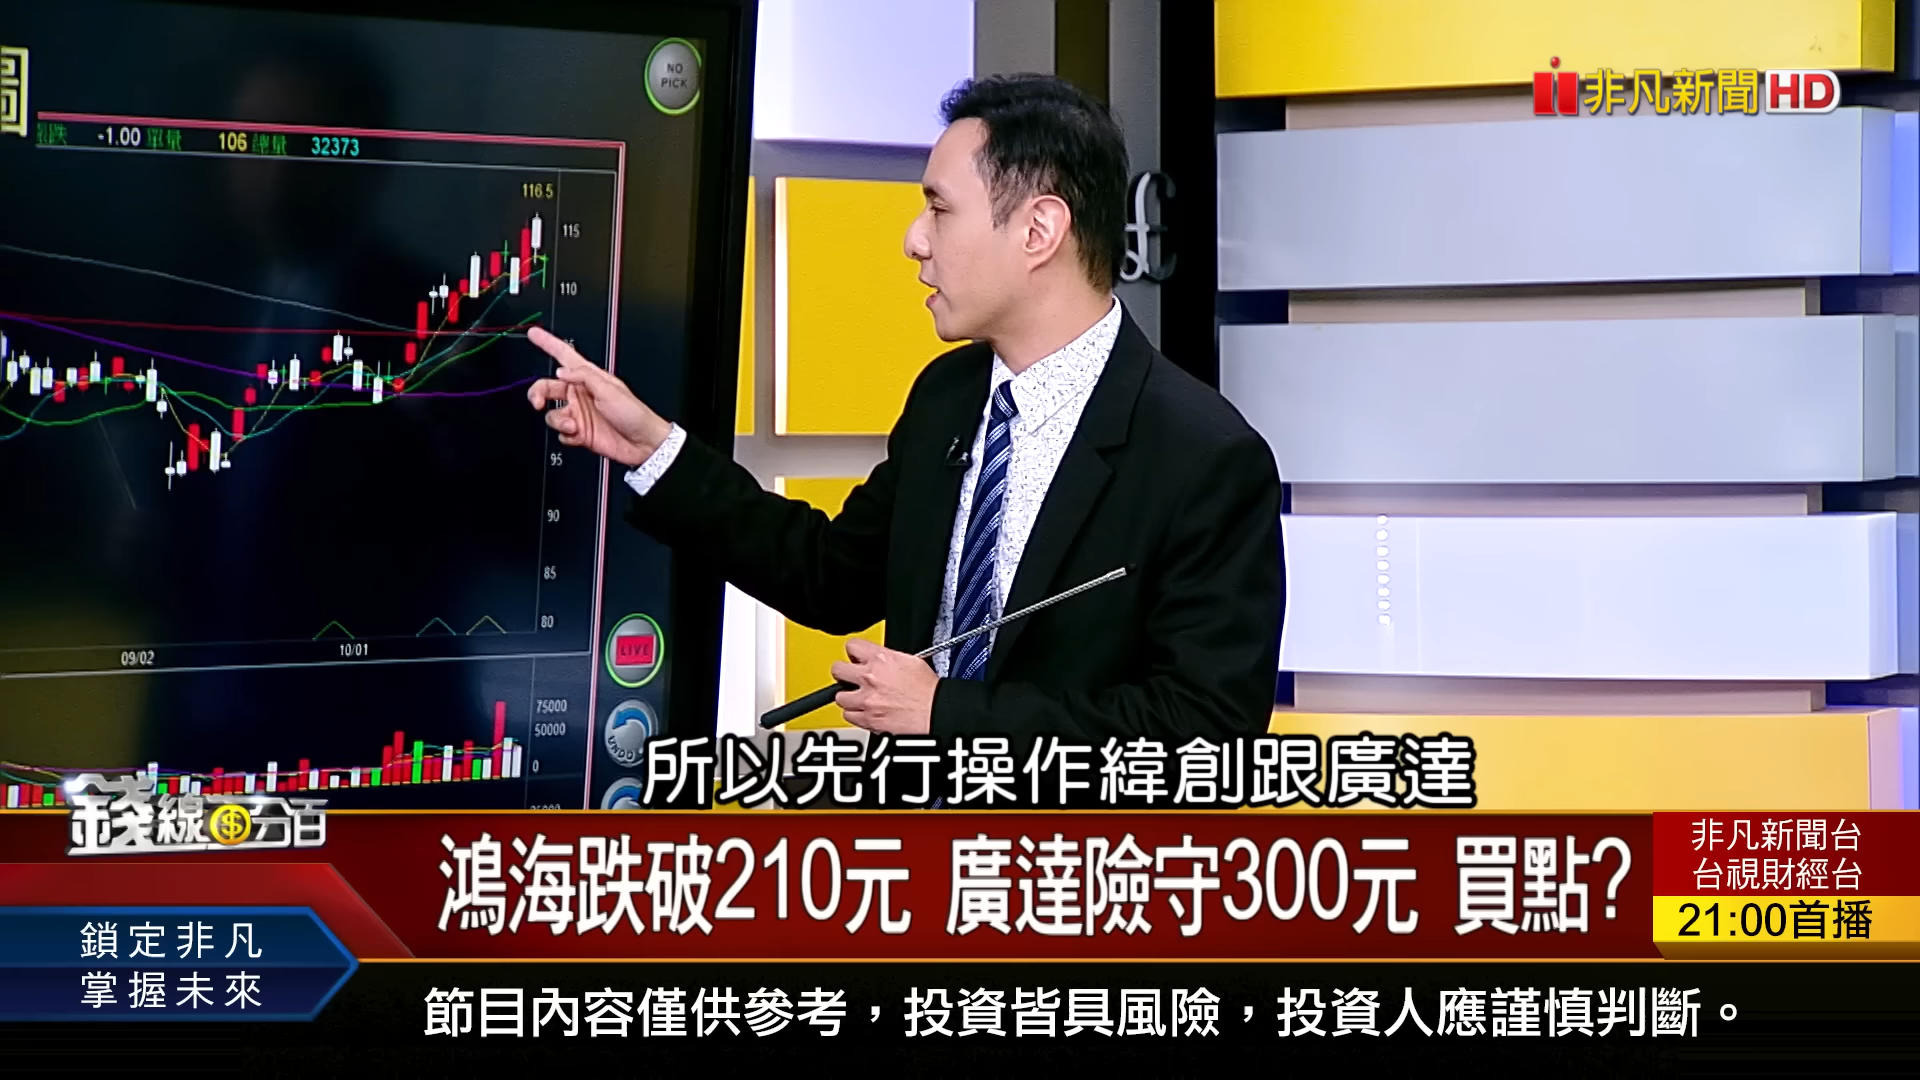 圖
NO
PICK
非凡新聞HD
漲跌 -1.00 單量 106 總量 32373
116.5
115
110
95
90
85
80
09/02 10/01
LIVE
75000
50000
0
UNDO
所以先行操作緯創跟廣達
錢線百分百
鴻海跌破210元 廣達險守300元 買點?
非凡新聞台
台視財經台
21:00首播
鎖定非凡
掌握未來
節目內容僅供參考，投資皆具風險，投資人應謹慎判斷。